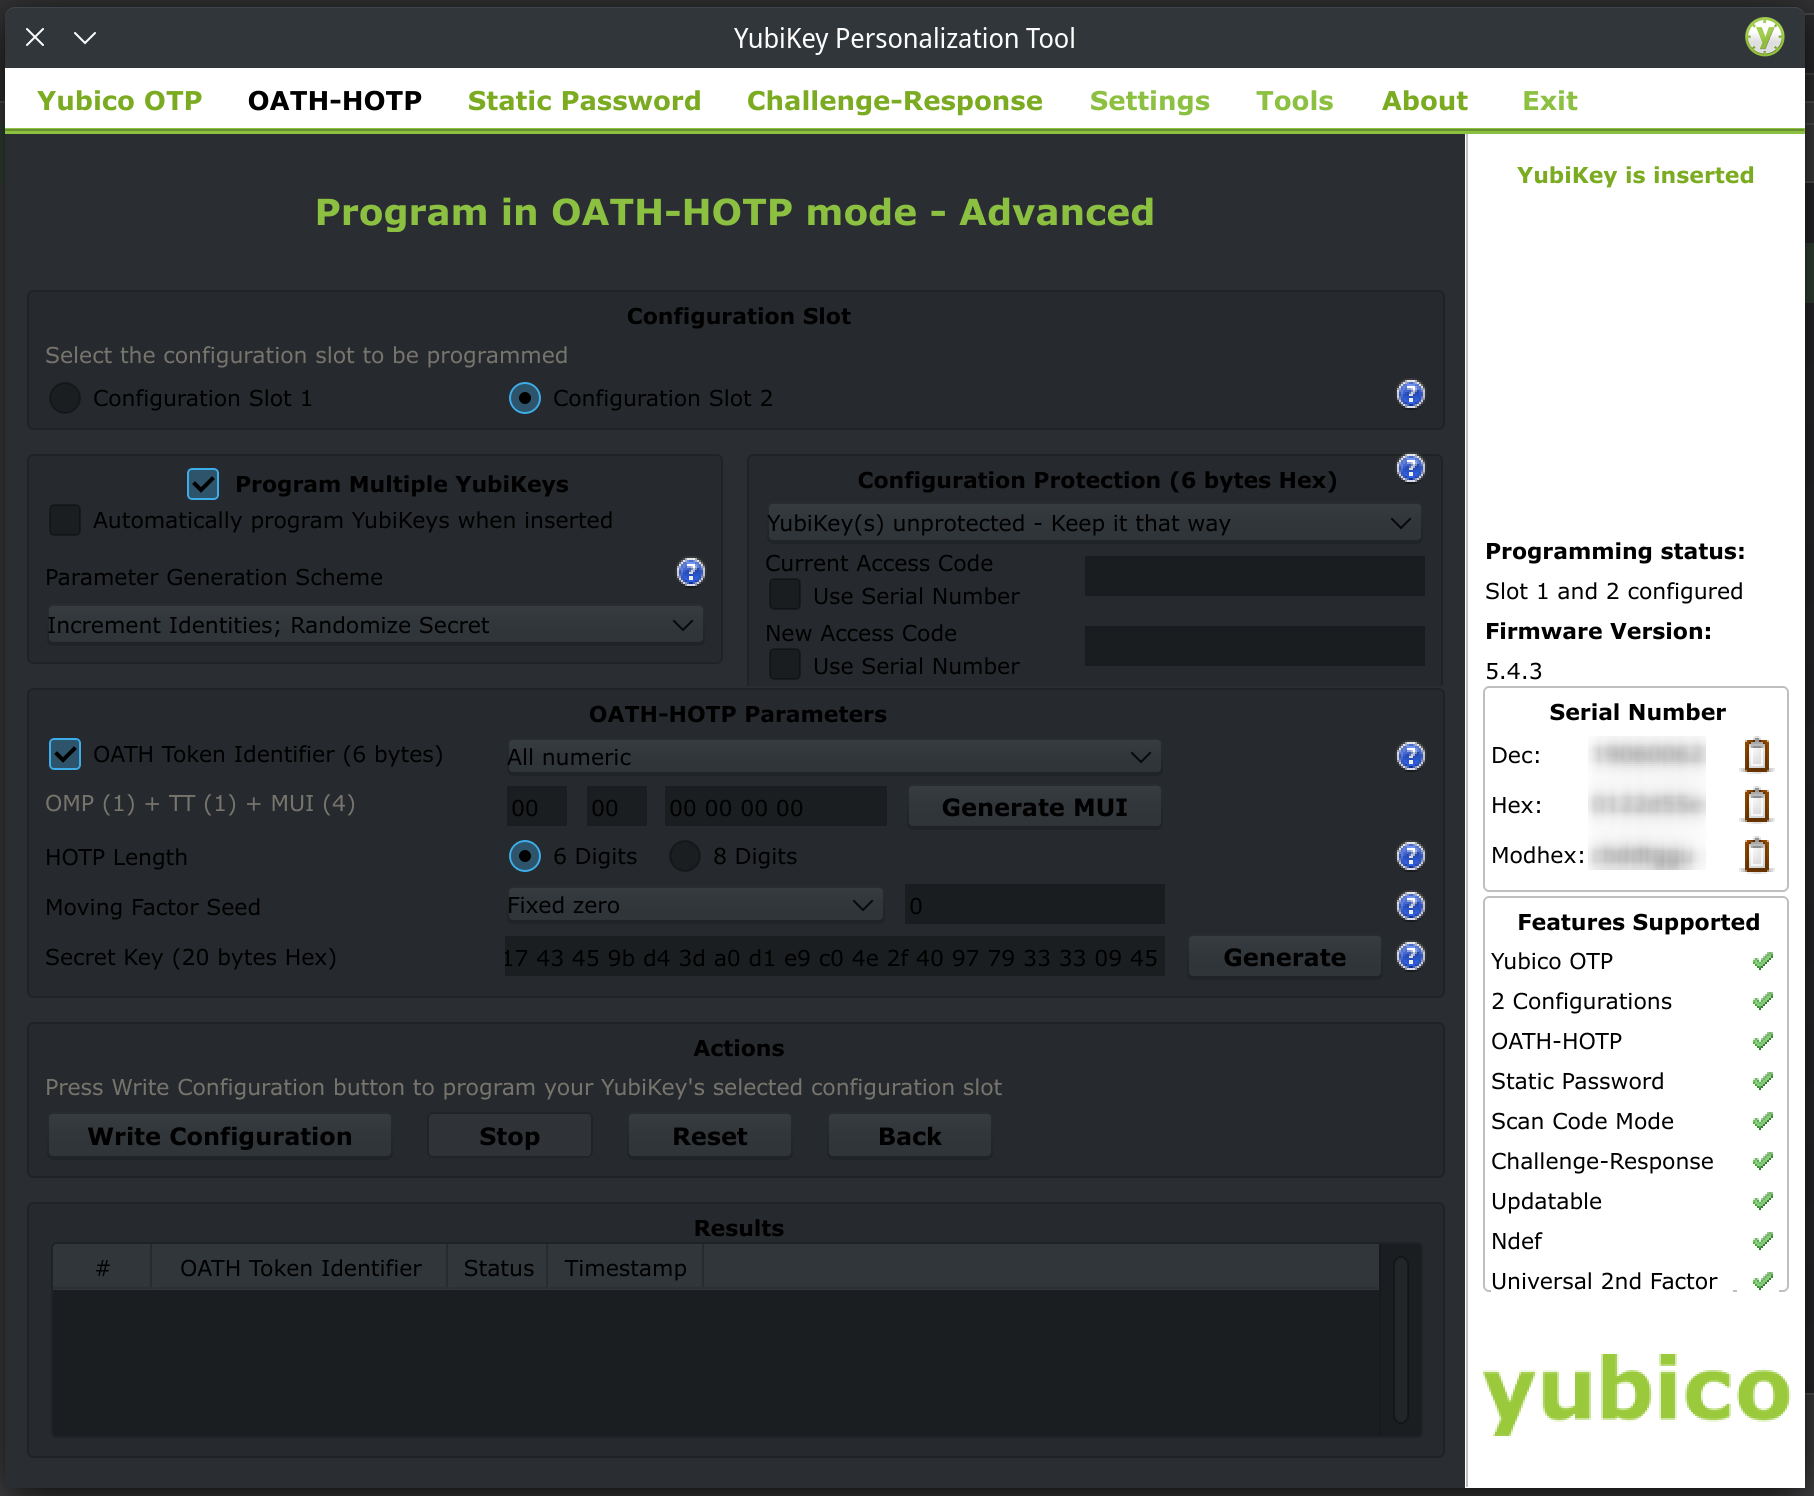 YubiKey Personalization Tool
Yubico OTP OATH-HOTP Static Password Challenge-Response Settings Tools About Exit
Program in OATH-HOTP mode - Advanced
Configuration Slot
Select the configuration slot to be programmed
Configuration Slot 1 Configuration Slot 2
Program Multiple YubiKeys
Automatically program YubiKeys when inserted
Parameter Generation Scheme
Increment Identities; Randomize Secret
Configuration Protection (6 bytes Hex)
YubiKey(s) unprotected - Keep it that way
Current Access Code
Use Serial Number
New Access Code
Use Serial Number
OATH-HOTP Parameters
OATH Token Identifier (6 bytes) All numeric
OMP (1) + TT (1) + MUI (4) 00 00 00 00 00 00 Generate MUI
HOTP Length 6 Digits 8 Digits
Moving Factor Seed Fixed zero 0
Secret Key (20 bytes Hex) 17 43 45 9b d4 3d a0 d1 e9 c0 4e 2f 40 97 79 33 33 09 45 Generate
Actions
Press Write Configuration button to program your YubiKey's selected configuration slot
Write Configuration Stop Reset Back
Results
# OATH Token Identifier Status Timestamp
YubiKey is inserted
Programming status:
Slot 1 and 2 configured
Firmware Version:
5.4.3
Serial Number
Dec:
Hex:
Modhex:
Features Supported
Yubico OTP
2 Configurations
OATH-HOTP
Static Password
Scan Code Mode
Challenge-Response
Updatable
Ndef
Universal 2nd Factor
yubico